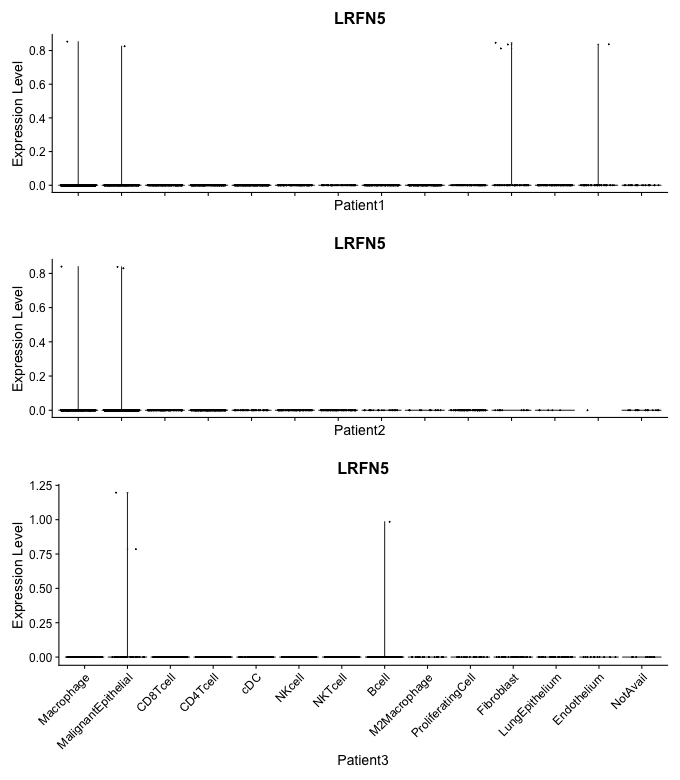 LRFN5
Expression Level
0.8
0.6
0.4
0.2
0.0
Patient1
LRFN5
Expression Level
0.8
0.6
0.4
0.2
0.0
Patient2
LRFN5
Expression Level
1.25
1.00
0.75
0.50
0.25
0.00
Macrophage
MalignantEpithelial
CD8Tcell
CD4Tcell
cDC
NKcell
NKTcell
Bcell
M2Macrophage
ProliferatingCell
Fibroblast
LungEpithelium
Endothelium
NotAvail
Patient3